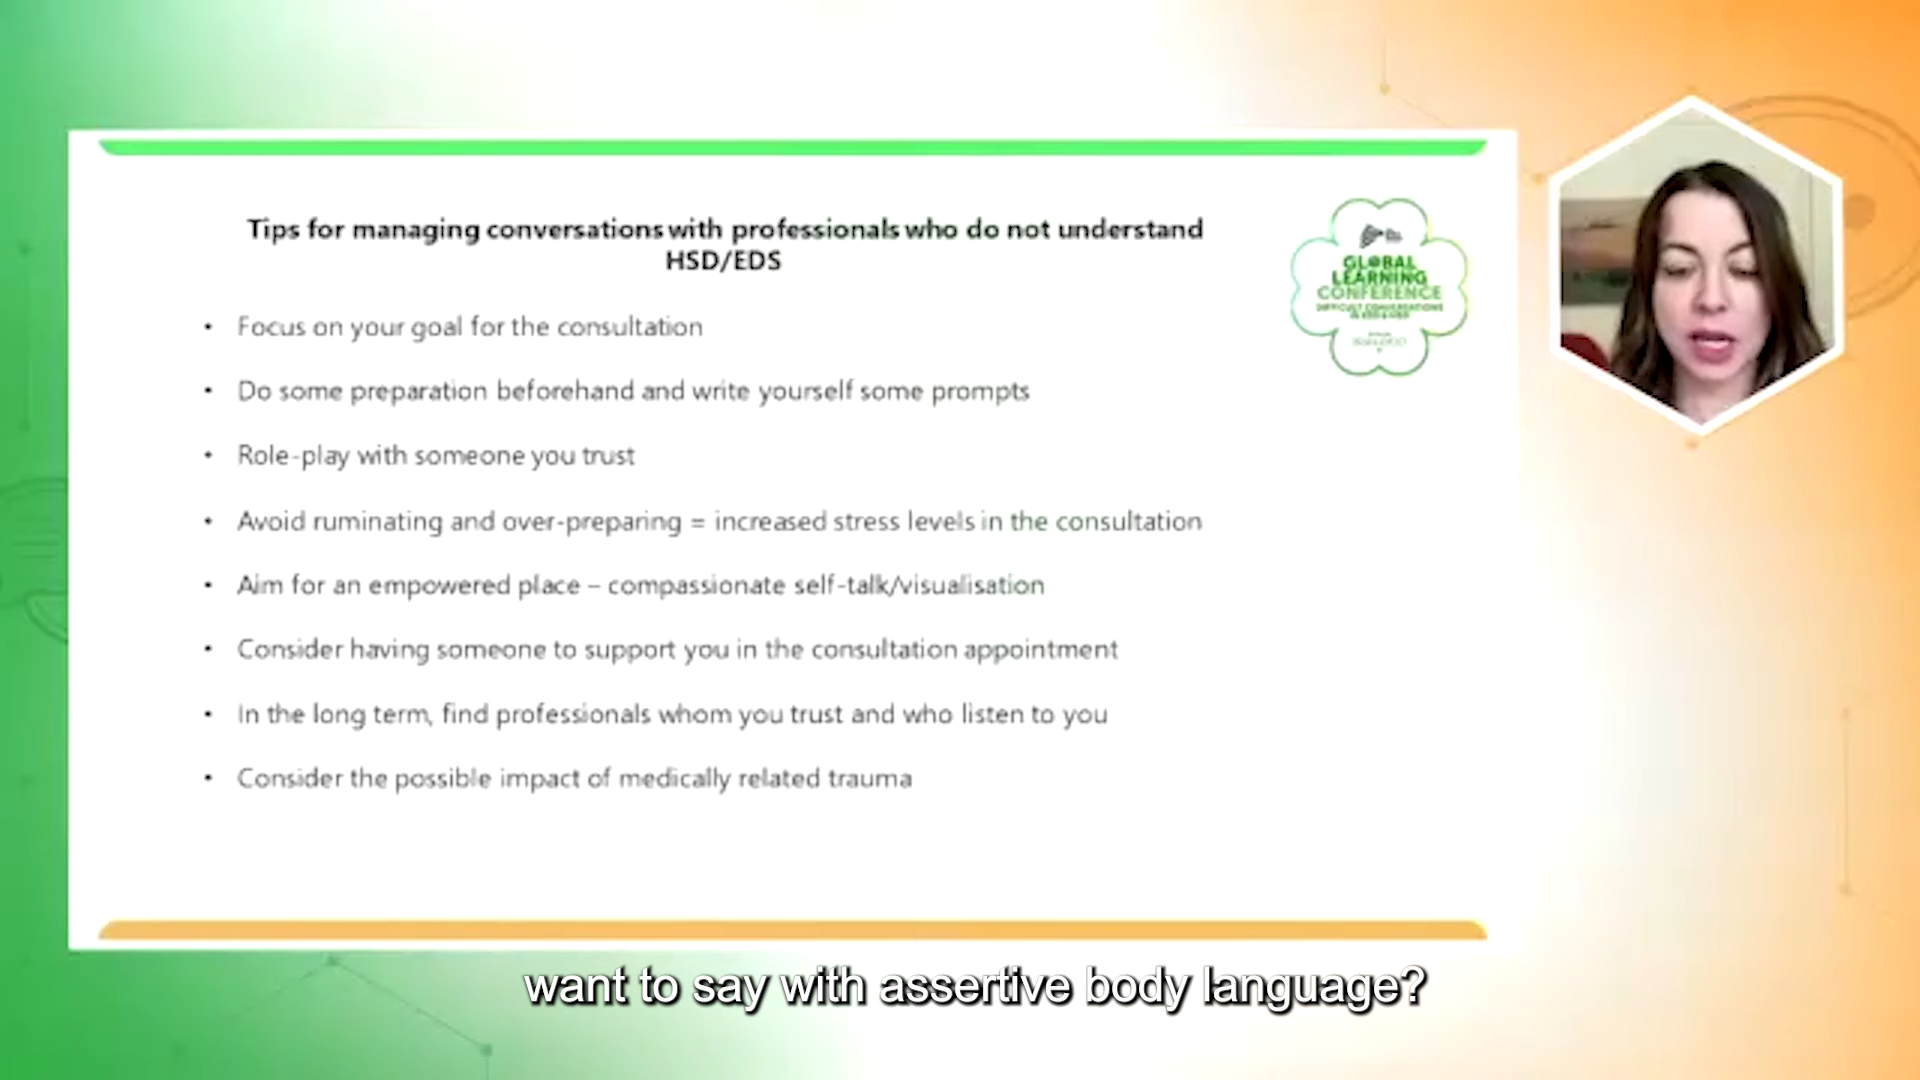 Tips for managing conversations with professionals who do not understand
HSD/EDS
• Focus on your goal for the consultation
• Do some preparation beforehand and write yourself some prompts
• Role-play with someone you trust
• Avoid ruminating and over-preparing = increased stress levels in the consultation
• Aim for an empowered place – compassionate self-talk/visualisation
• Consider having someone to support you in the consultation appointment
• In the long term, find professionals whom you trust and who listen to you
• Consider the possible impact of medically related trauma
GLOBAL
LEARNING
CONFERENCE
DIFFICULT CONVERSATIONS
want to say with assertive body language?